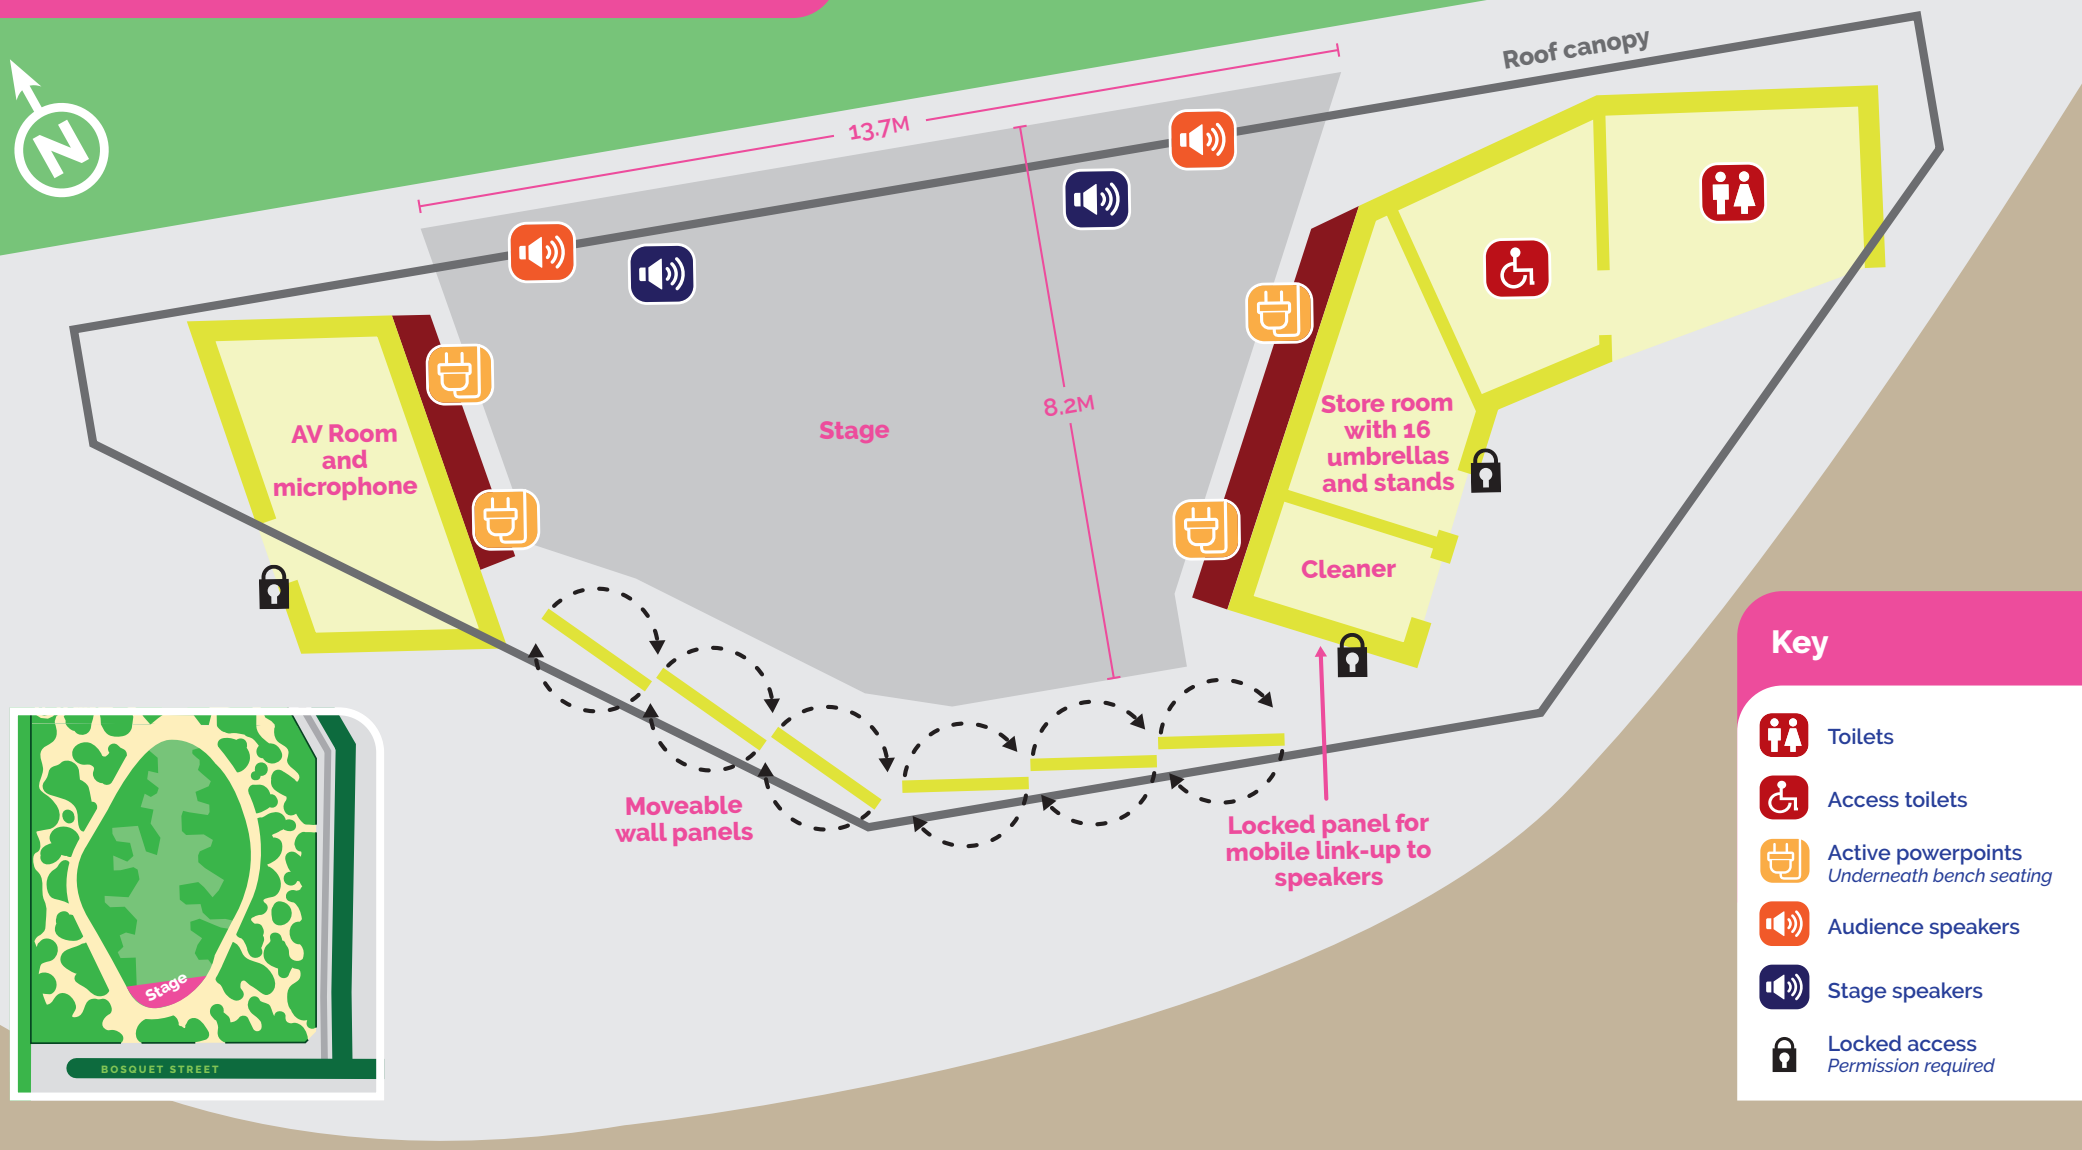 Roof canopy
13.7M
N
8.2M
Stage
AV Room
and
microphone
Store room
with 16
umbrellas
and stands
Cleaner
Moveable
wall panels
Locked panel for
mobile link-up to
speakers
Stage
BOSQUET STREET
Key
Toilets
Access toilets
Active powerpoints
Underneath bench seating
Audience speakers
Stage speakers
Locked access
Permission required